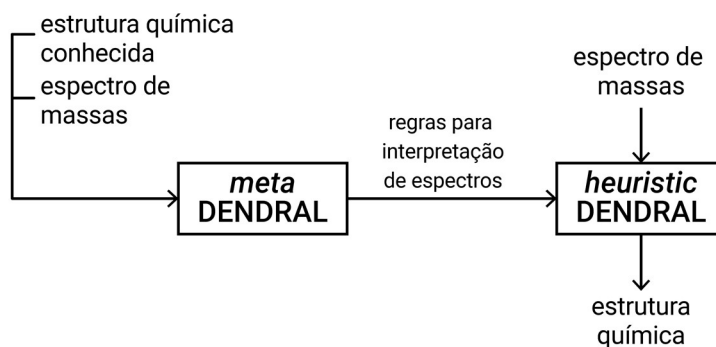 estrutura química
conhecida
espectro de
massas
espectro de
massas
regras para
interpretação
de espectros
meta
DENDRAL
heuristic
DENDRAL
estrutura
química